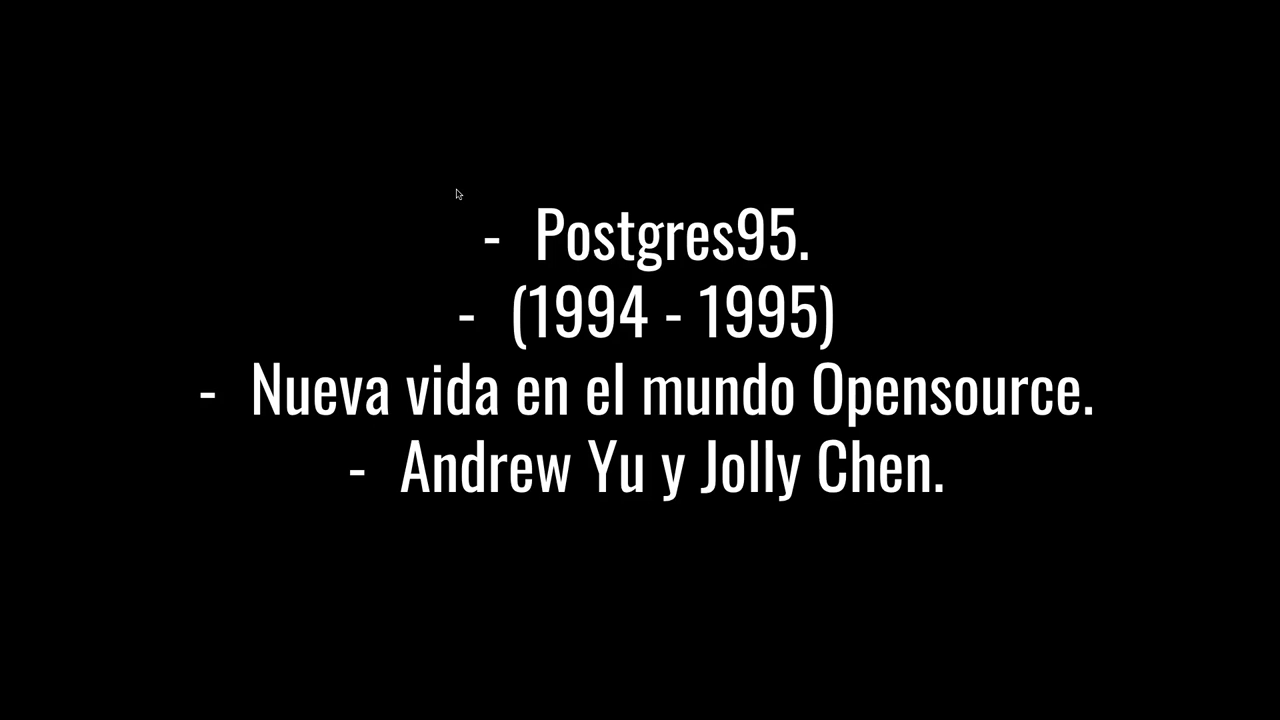 - Postgres95.
- (1994 - 1995)
- Nueva vida en el mundo Opensource.
- Andrew Yu y Jolly Chen.